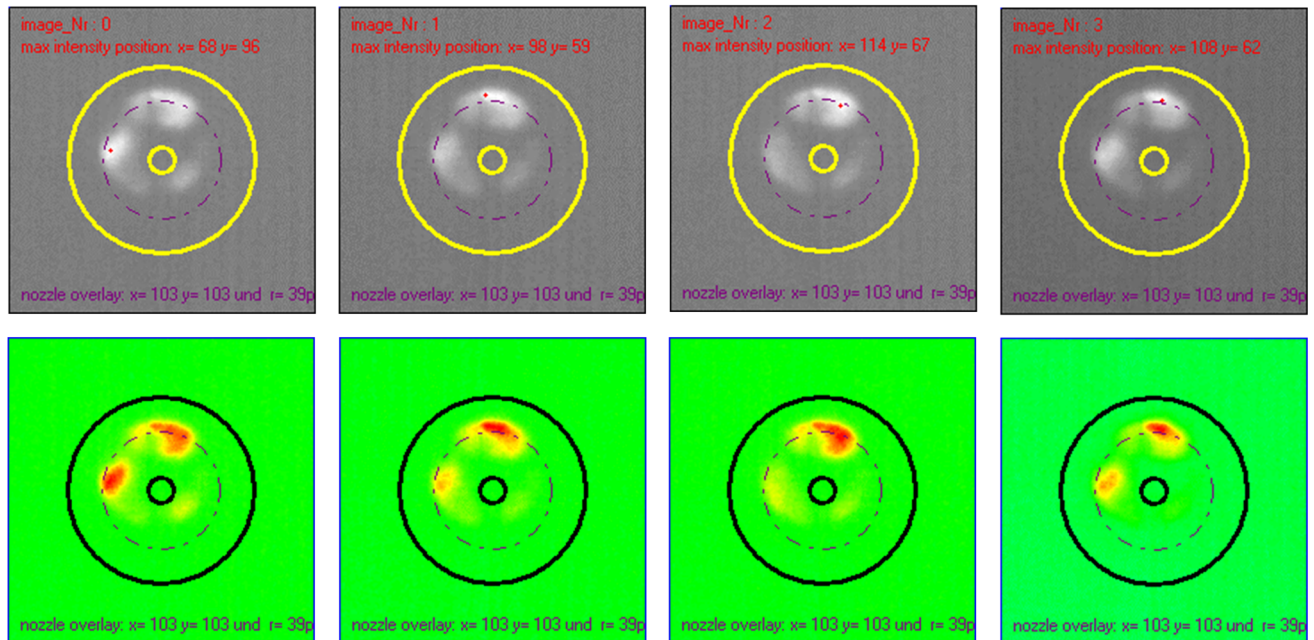 image_Nr : 0
max intensity position: x= 68 y= 96
nozzle overlay: x= 103 y= 103 und r= 39p
image_Nr : 1
max intensity position: x= 98 y= 59
nozzle overlay: x= 103 y= 103 und r= 39p
image_Nr : 2
max intensity position: x= 114 y= 67
nozzle overlay: x= 103 y= 103 und r= 39p
image_Nr : 3
max intensity position: x= 108 y= 62
nozzle overlay: x= 103 y= 103 und r= 39p
nozzle overlay: x= 103 y= 103 und r= 39p
nozzle overlay: x= 103 y= 103 und r= 39p
nozzle overlay: x= 103 y= 103 und r= 39p
nozzle overlay: x= 103 y= 103 und r= 39p